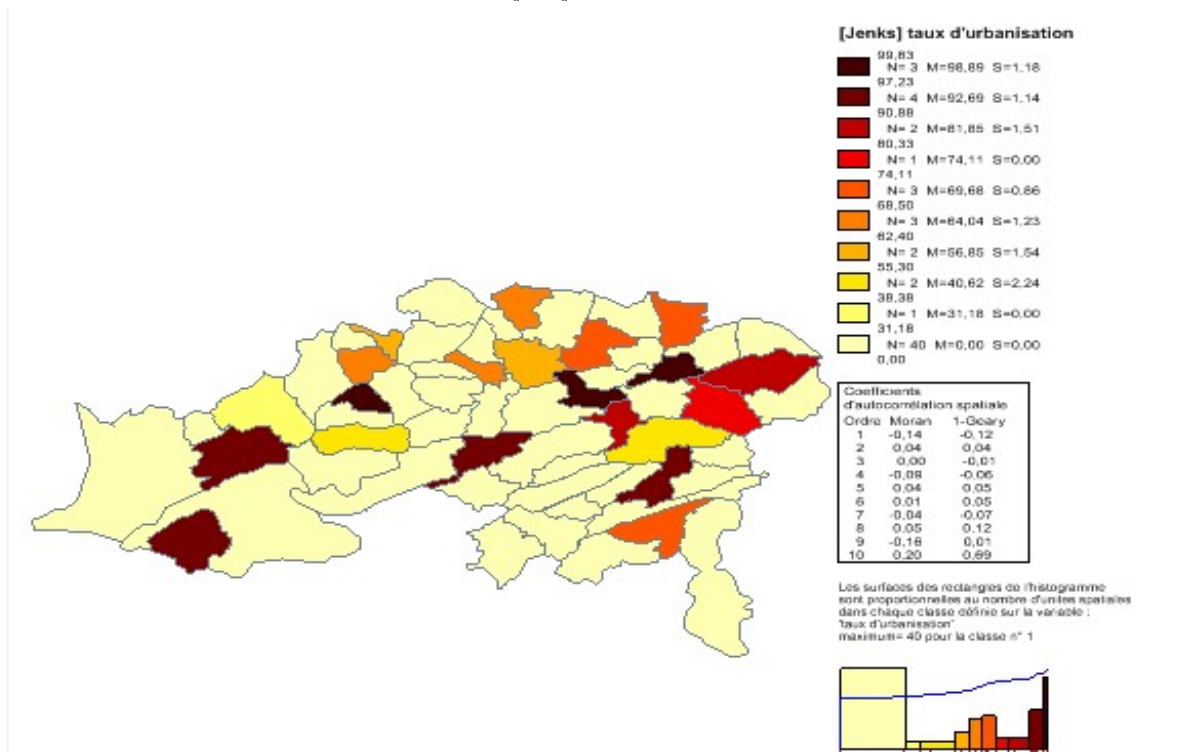 [Jenks] taux d'urbanisation
99,83
N= 3 M=98,89 S=1,18
97,23
N= 4 M=92,69 S=1,14
90,88
N= 2 M=81,85 S=1,51
80,33
N= 1 M=74,11 S=0,00
74,11
N= 3 M=69,68 S=0,86
68,50
N= 3 M=64,04 S=1,23
62,40
N= 2 M=56,85 S=1,54
55,30
N= 2 M=40,62 S=2,24
38,38
N= 1 M=31,18 S=0,00
31,18
N= 40 M=0,00 S=0,00
0,00
Coefficients
d'autocorrélation spatiale
Ordre Moran 1-Geary
1 -0,14 -0,12
2 0,04 0,04
3 0,00 -0,01
4 -0,09 -0,06
5 0,04 0,05
6 0,01 0,05
7 -0,04 -0,07
8 0,05 0,12
9 -0,16 0,01
10 0,20 0,69
Les surfaces des rectangles de l'histogramme
sont proportionnelles au nombre d'unites spatiales
dans chaque classe définie sur la variable :
'taux d'urbanisation'
maximum= 40 pour la classe n° 1